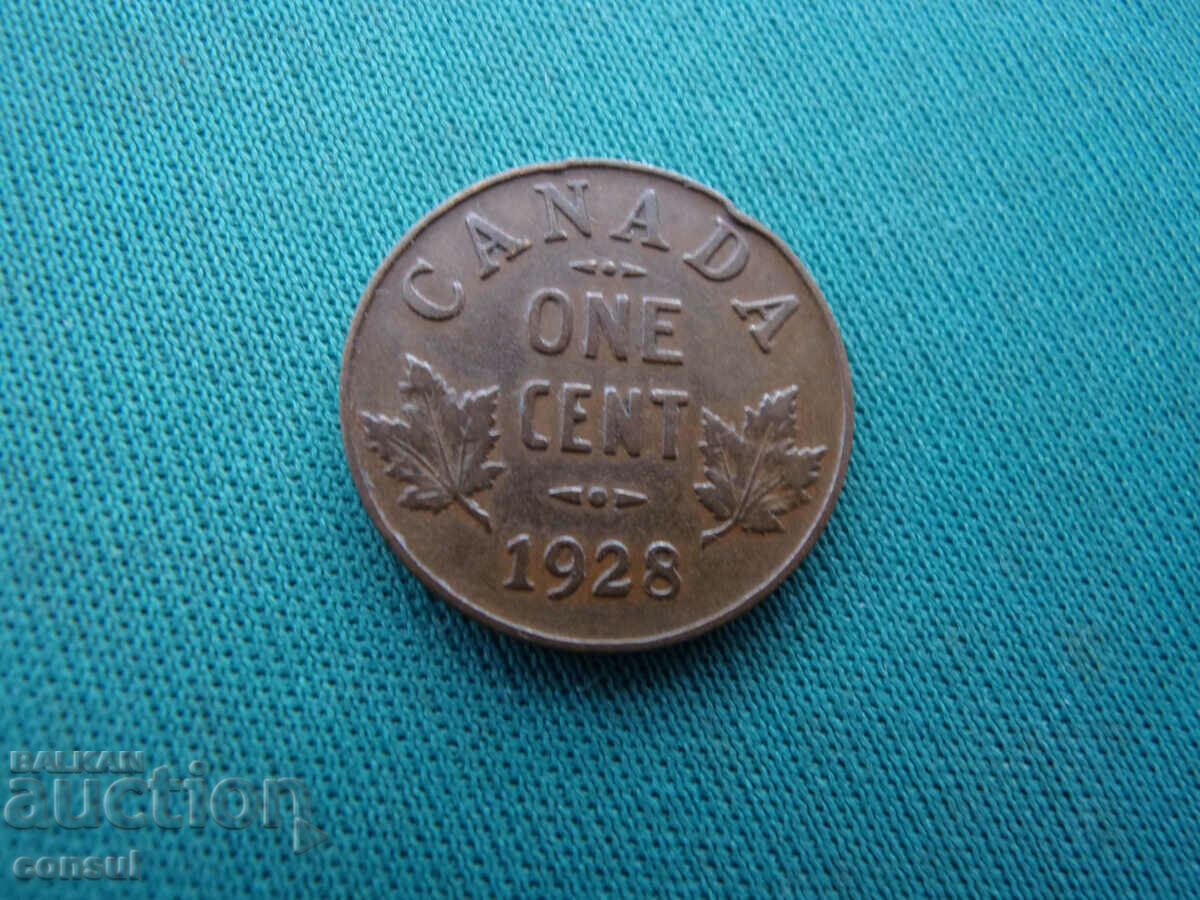 CANADA
ONE
CENT
1928
BALKAN
auction
consul